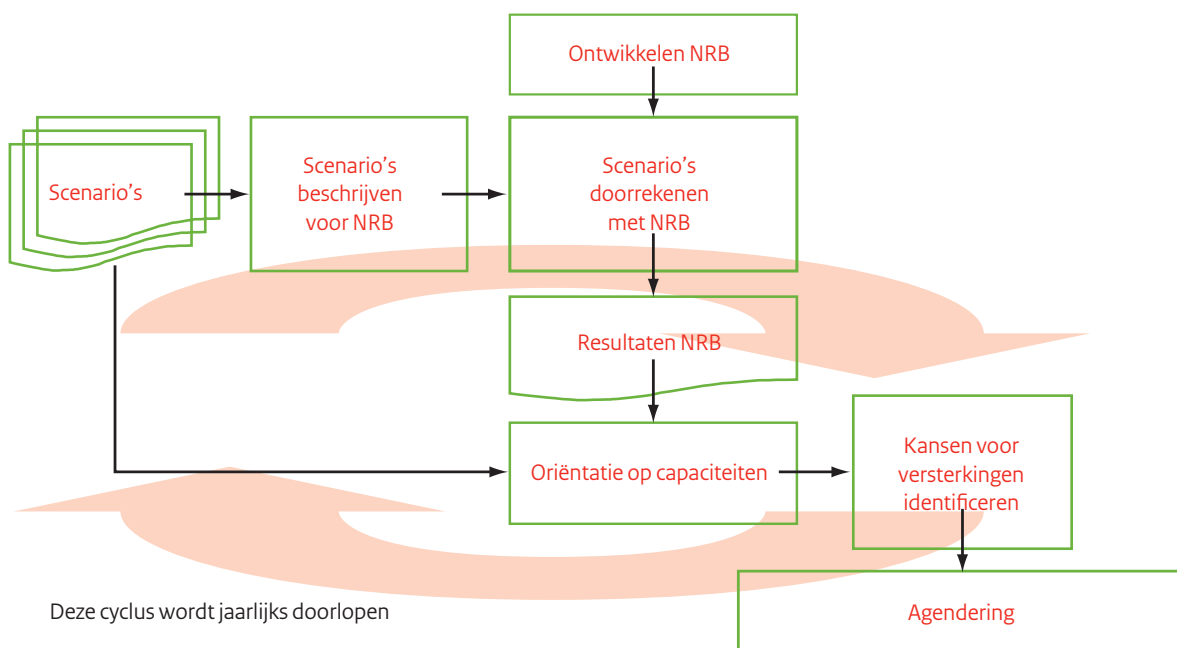 Ontwikkelen NRB
Scenario's
Scenario's
beschrijven
voor NRB
Scenario's
doorrekenen
met NRB
Resultaten NRB
Oriëntatie op capaciteiten
Kansen voor
versterkingen
identificeren
Deze cyclus wordt jaarlijks doorlopen
Agendering